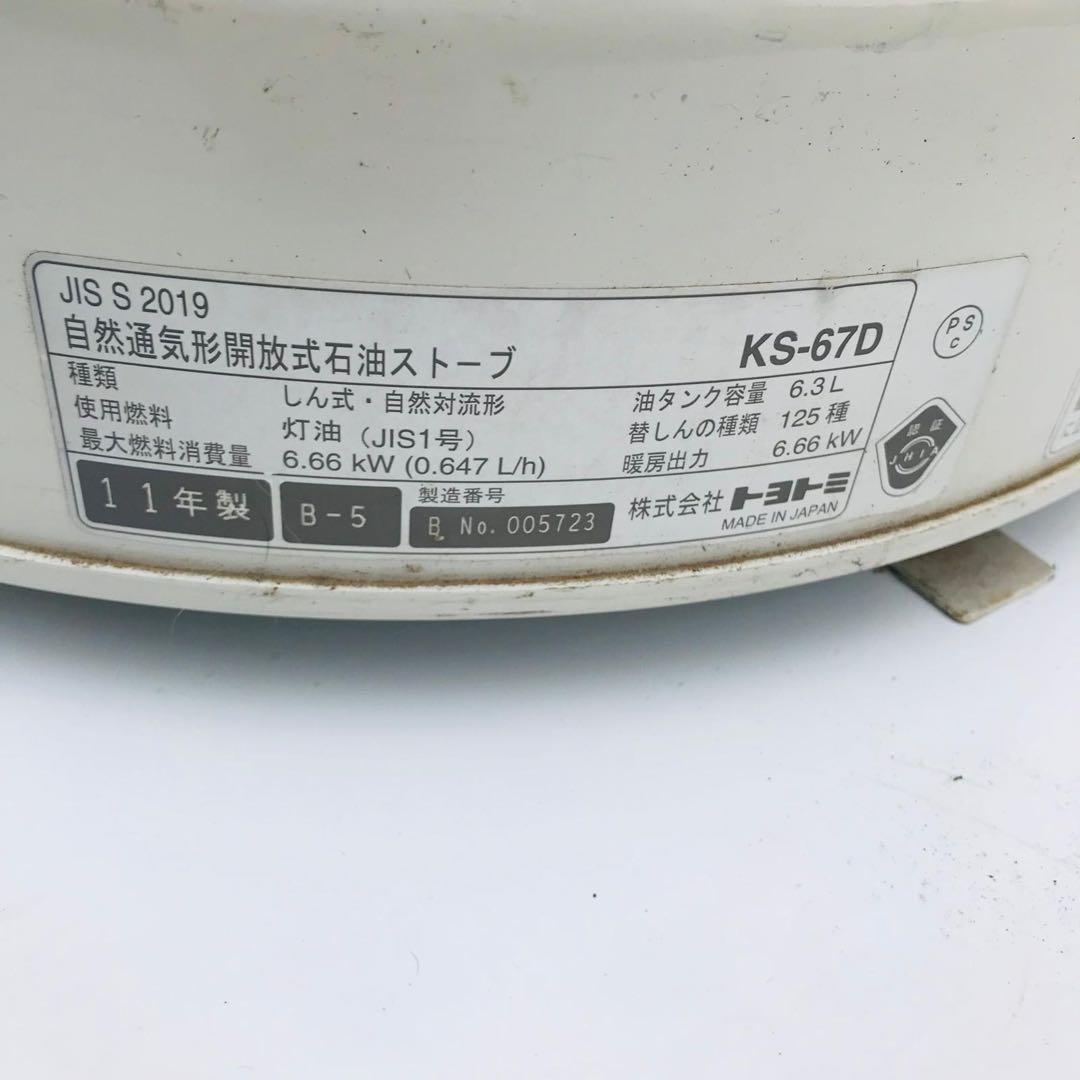 JIS S 2019
自然通気形開放式石油ストーブ KS-67D
種類 しん式・自然対流形
使用燃料 灯油（JIS1号）
最大燃料消費量 6.66 kW (0.647 L/h)
油タンク容量 6.3 L
替しんの種類 125 種
暖房出力 6.66 kW
11年製 B-5
製造番号
B No. 005723
株式会社トヨトミ
MADE IN JAPAN
PS
C
認証
JHIA